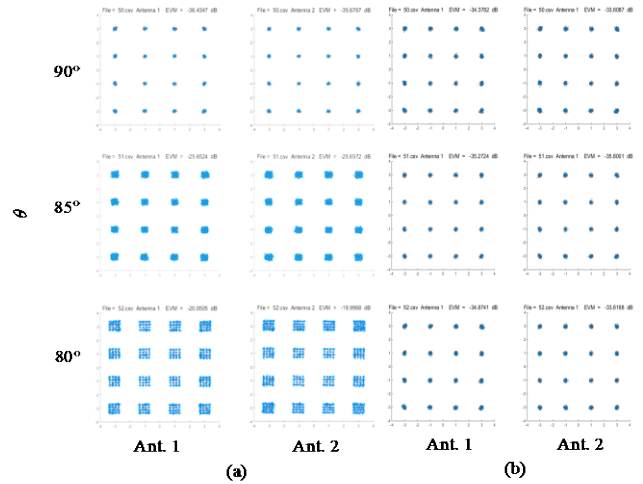 File = 50.csv Antenna 1 EVM = -36.4347 dB
File = 50.csv Antenna 2 EVM = -35.6797 dB
File = 50.csv Antenna 1 EVM = -34.3782 dB
File = 50.csv Antenna 2 EVM = -33.6087 dB
90°
File = 51.csv Antenna 1 EVM = -25.6524 dB
File = 51.csv Antenna 2 EVM = -25.6572 dB
File = 51.csv Antenna 1 EVM = -35.2724 dB
File = 51.csv Antenna 2 EVM = -35.8001 dB
85°
θ
File = 52.csv Antenna 1 EVM = -20.0505 dB
File = 52.csv Antenna 2 EVM = -19.9968 dB
File = 52.csv Antenna 1 EVM = -34.8741 dB
File = 52.csv Antenna 2 EVM = -33.6188 dB
80°
Ant. 1 Ant. 2 Ant. 1 Ant. 2
(a) (b)